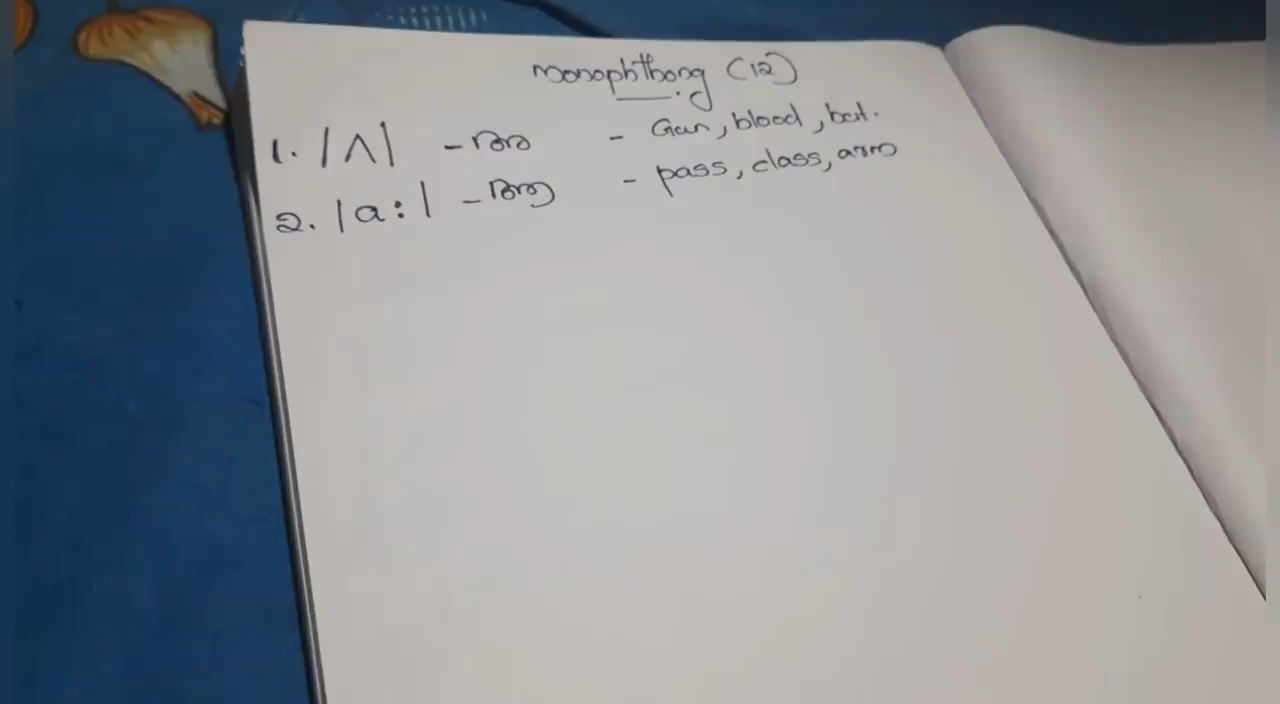 Monophthong (12)
1. /ʌ/ - അ - Gun, blood, but.
2. /a:/ - ആ - pass, class, arm